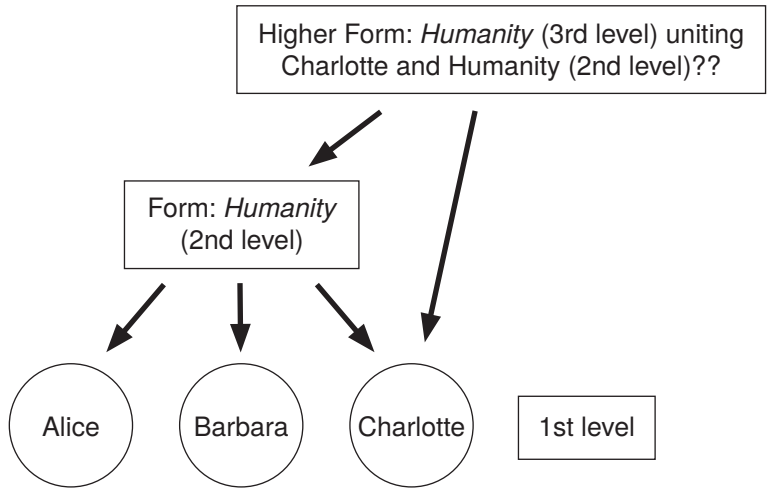 Higher Form: Humanity (3rd level) uniting
Charlotte and Humanity (2nd level)??
Form: Humanity
(2nd level)
Alice
Barbara
Charlotte
1st level